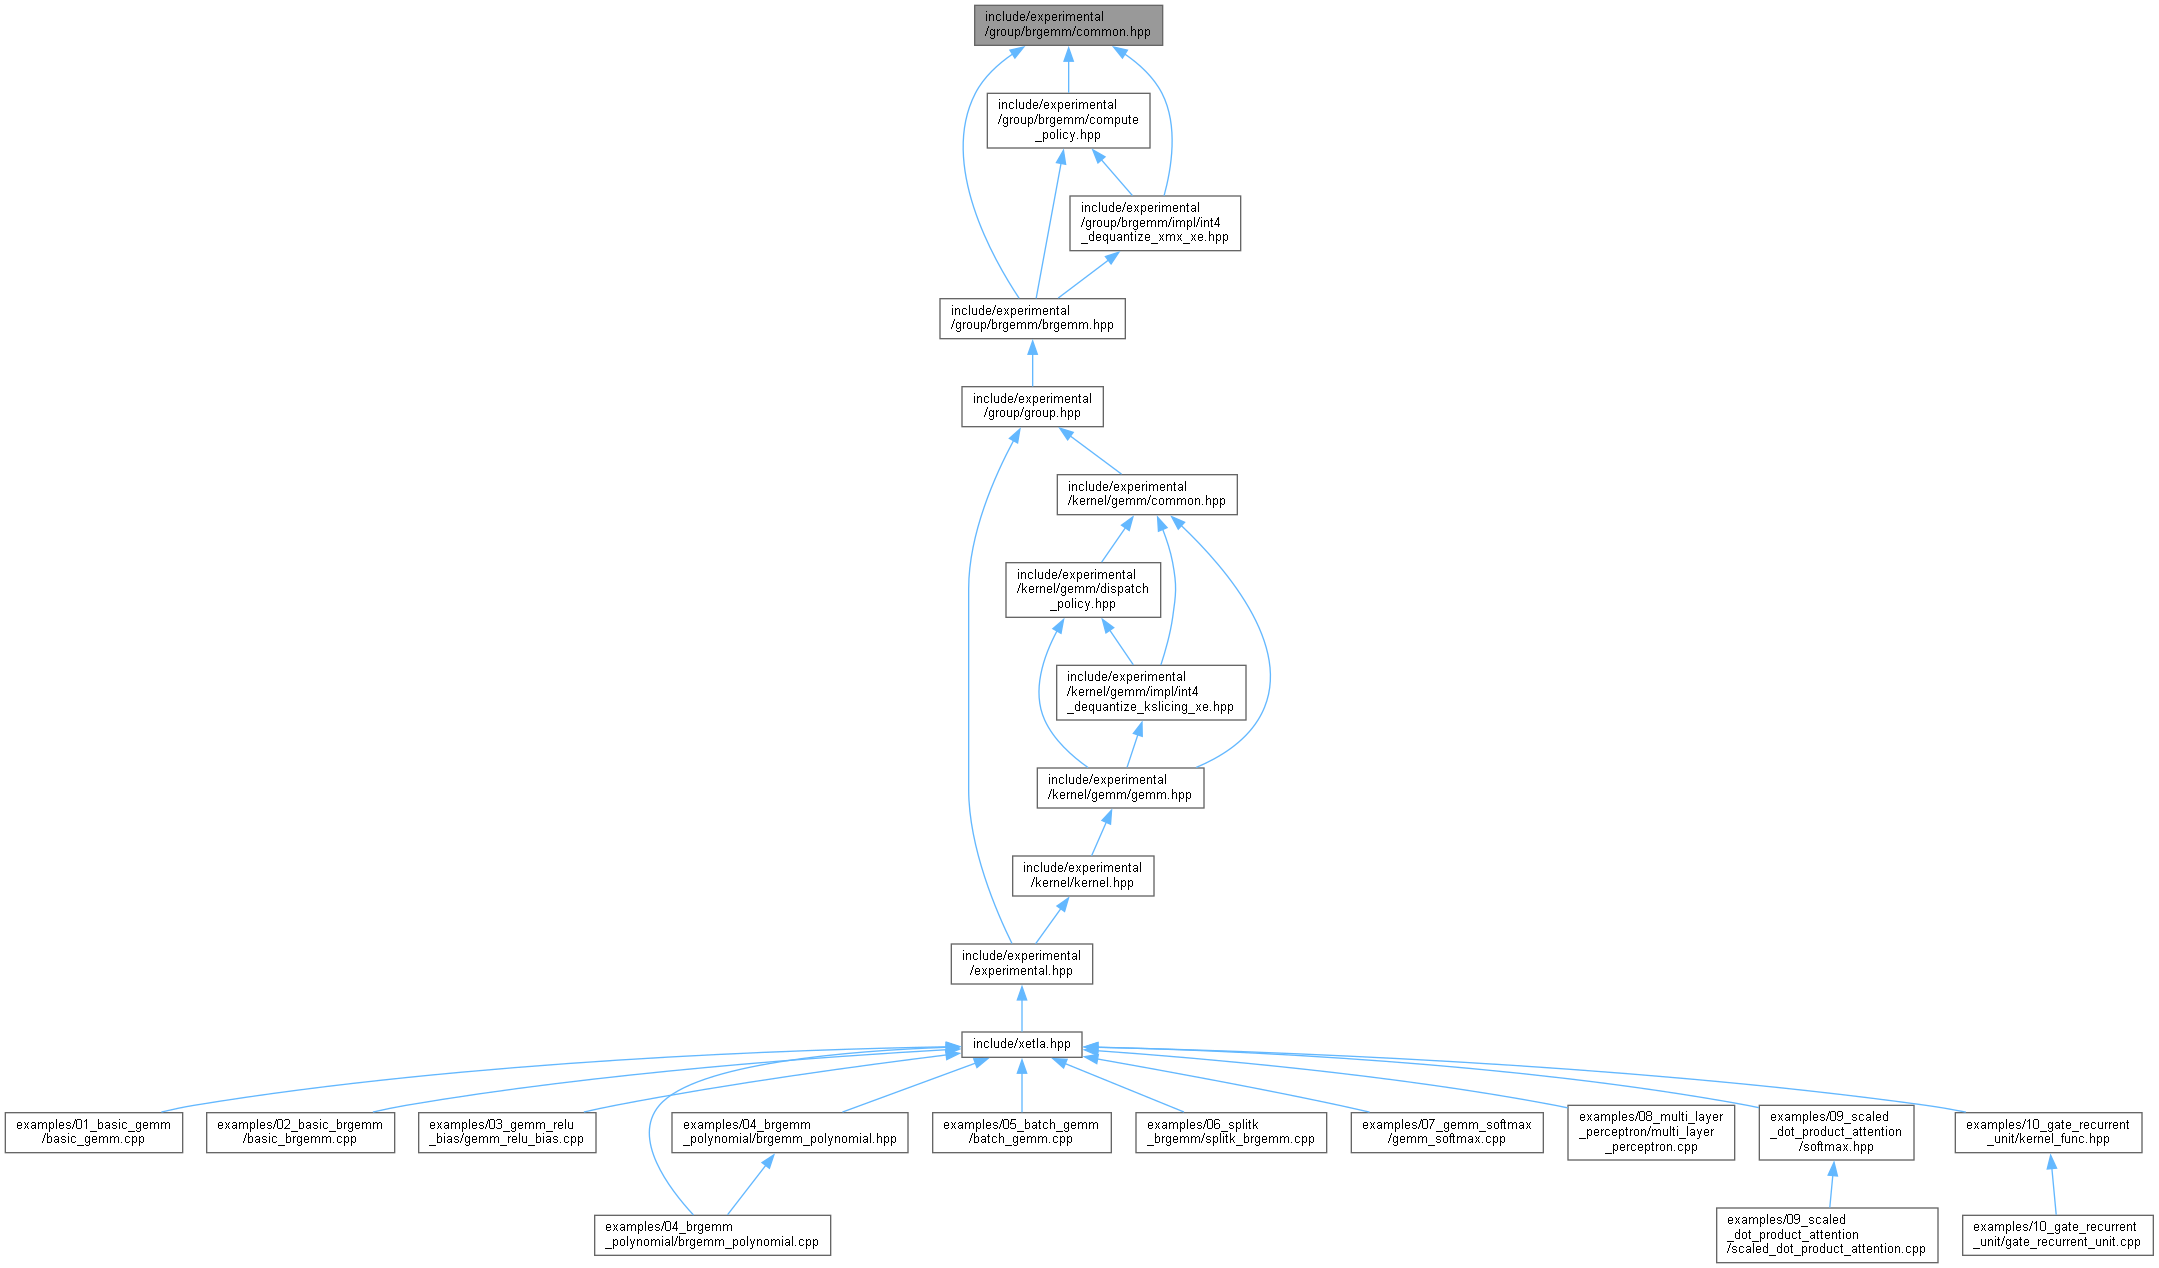 include/experimental
/group/brgemm/common.hpp
include/experimental
/group/brgemm/compute
_policy.hpp
include/experimental
/group/brgemm/impl/int4
_dequantize_xmx_xe.hpp
include/experimental
/group/brgemm/brgemm.hpp
include/experimental
/group/group.hpp
include/experimental
/kernel/gemm/common.hpp
include/experimental
/kernel/gemm/dispatch
_policy.hpp
include/experimental
/kernel/gemm/impl/int4
_dequantize_kslicing_xe.hpp
include/experimental
/kernel/gemm/gemm.hpp
include/experimental
/kernel/kernel.hpp
include/experimental
/experimental.hpp
include/xetla.hpp
examples/01_basic_gemm
/basic_gemm.cpp
examples/02_basic_brgemm
/basic_brgemm.cpp
examples/03_gemm_relu
_bias/gemm_relu_bias.cpp
examples/04_brgemm
_polynomial/brgemm_polynomial.hpp
examples/05_batch_gemm
/batch_gemm.cpp
examples/06_splitk
_brgemm/splitk_brgemm.cpp
examples/07_gemm_softmax
/gemm_softmax.cpp
examples/08_multi_layer
_perceptron/multi_layer
_perceptron.cpp
examples/09_scaled
_dot_product_attention
/softmax.hpp
examples/10_gate_recurrent
_unit/kernel_func.hpp
examples/04_brgemm
_polynomial/brgemm_polynomial.cpp
examples/09_scaled
_dot_product_attention
/scaled_dot_product_attention.cpp
examples/10_gate_recurrent
_unit/gate_recurrent_unit.cpp